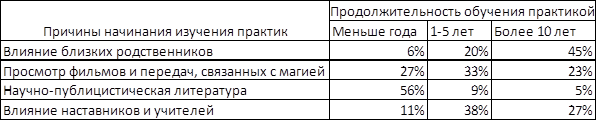 Продолжительность обучения практикой
Причины начинания изучения практик Меньше года 1-5 лет Более 10 лет
Влияние близких родственников 6% 20% 45%
Просмотр фильмов и передач, связанных с магией 27% 33% 23%
Научно-публицистическая литература 56% 9% 5%
Влияние наставников и учителей 11% 38% 27%